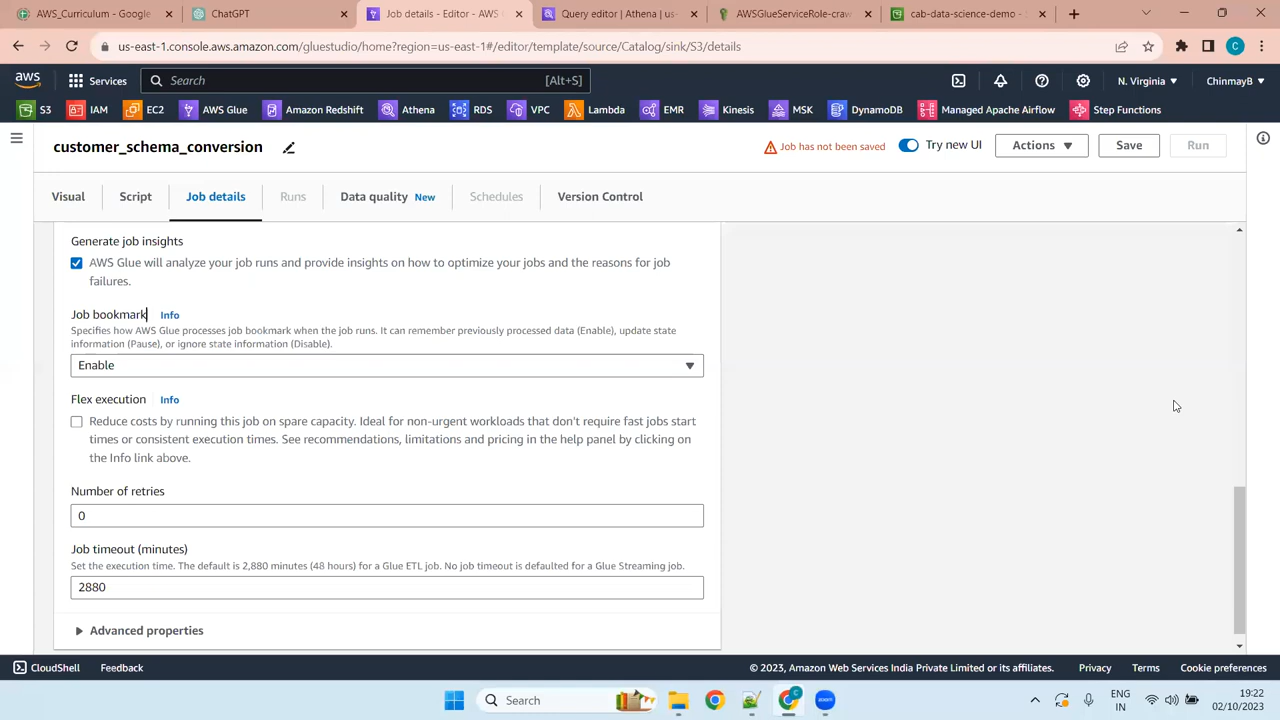 AWS_Curriculum - Google
ChatGPT
Job details - Editor - AWS
Query editor | Athena | us-
AWSGlueServiceRole-craw
cab-data-science-demo -
us-east-1.console.aws.amazon.com/gluestudio/home?region=us-east-1#/editor/template/source/Catalog/sink/S3/details
C
aws
Services
Search
[Alt+S]
N. Virginia
ChinmayB
S3
IAM
EC2
AWS Glue
Amazon Redshift
Athena
RDS
VPC
Lambda
EMR
Kinesis
MSK
DynamoDB
Managed Apache Airflow
Step Functions
customer_schema_conversion
Job has not been saved
Try new UI
Actions
Save
Run
Visual
Script
Job details
Runs
Data quality New
Schedules
Version Control
Generate job insights
AWS Glue will analyze your job runs and provide insights on how to optimize your jobs and the reasons for job
failures.
Job bookmark Info
Specifies how AWS Glue processes job bookmark when the job runs. It can remember previously processed data (Enable), update state
information (Pause), or ignore state information (Disable).
Enable
Flex execution Info
Reduce costs by running this job on spare capacity. Ideal for non-urgent workloads that don't require fast jobs start
times or consistent execution times. See recommendations, limitations and pricing in the help panel by clicking on
the Info link above.
Number of retries
0
Job timeout (minutes)
Set the execution time. The default is 2,880 minutes (48 hours) for a Glue ETL job. No job timeout is defaulted for a Glue Streaming job.
2880
Advanced properties
CloudShell
Feedback
© 2023, Amazon Web Services India Private Limited or its affiliates.
Privacy
Terms
Cookie preferences
Search
ENG
IN
19:22
02/10/2023